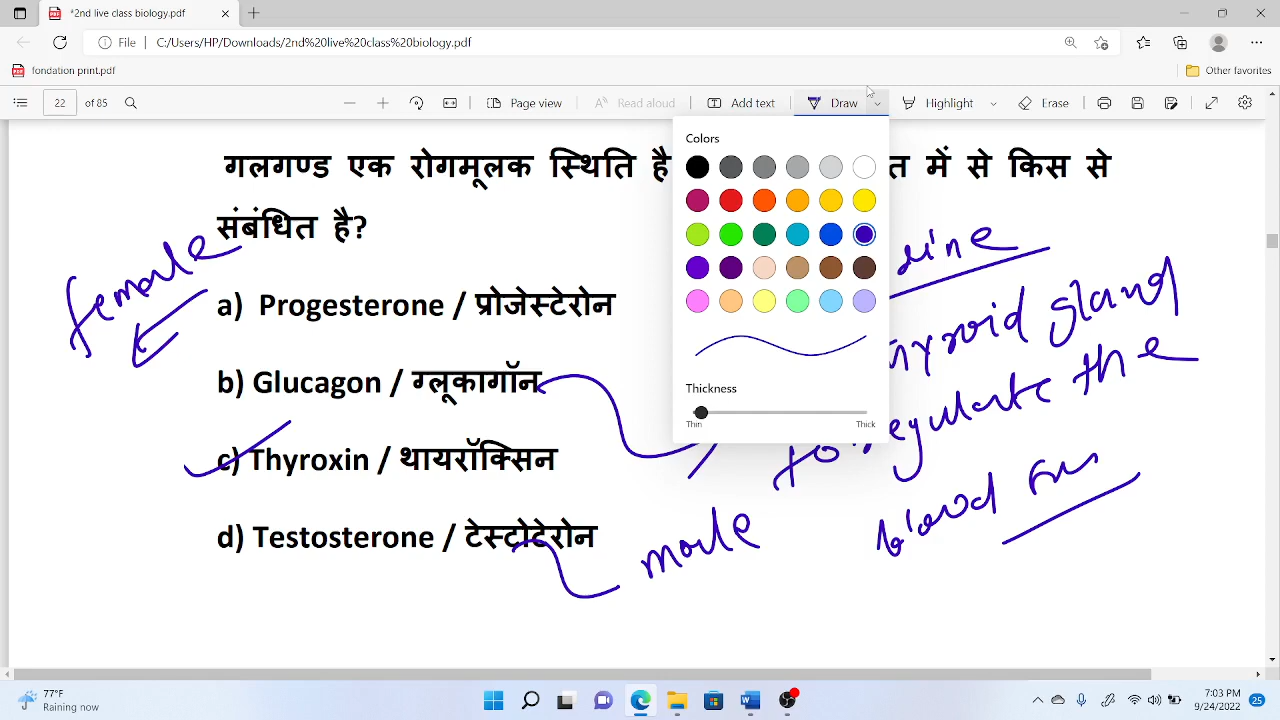 *2nd live class biology.pdf
File C:/Users/HP/Downloads/2nd%20live%20class%20biology.pdf
fondation print.pdf
Other favorites
22 of 85 Page view Read aloud Add text Draw Highlight Erase
Colors
Thickness
Thin Thick
गलगण्ड एक रोगमूलक स्थिति है में से किस से
संबंधित है?
female
a) Progesterone / प्रोजेस्टेरोन
gland
b) Glucagon / ग्लूकागॉन
regulate the
c) Thyroxin / थायरॉक्सिन
to
blood
d) Testosterone / टेस्टोटेरोन
male
77°F
Raining now
7:03 PM
9/24/2022
25